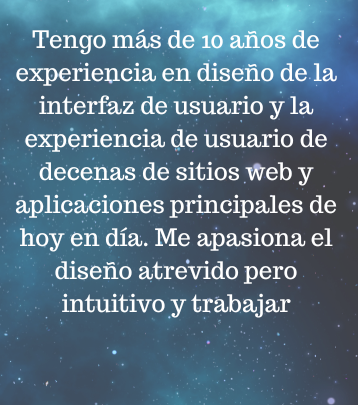 Tengo más de 10 años de
experiencia en diseño de la
interfaz de usuario y la
experiencia de usuario de
decenas de sitios web y
aplicaciones principales de
hoy en día. Me apasiona el
diseño atrevido pero
intuitivo y trabajar